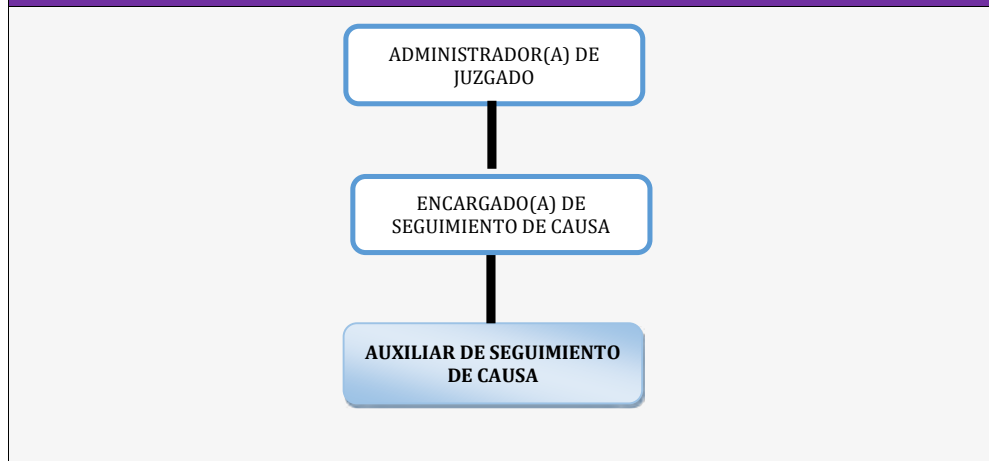 ADMINISTRADOR(A) DE
JUZGADO
ENCARGADO(A) DE
SEGUIMIENTO DE CAUSA
AUXILIAR DE SEGUIMIENTO
DE CAUSA